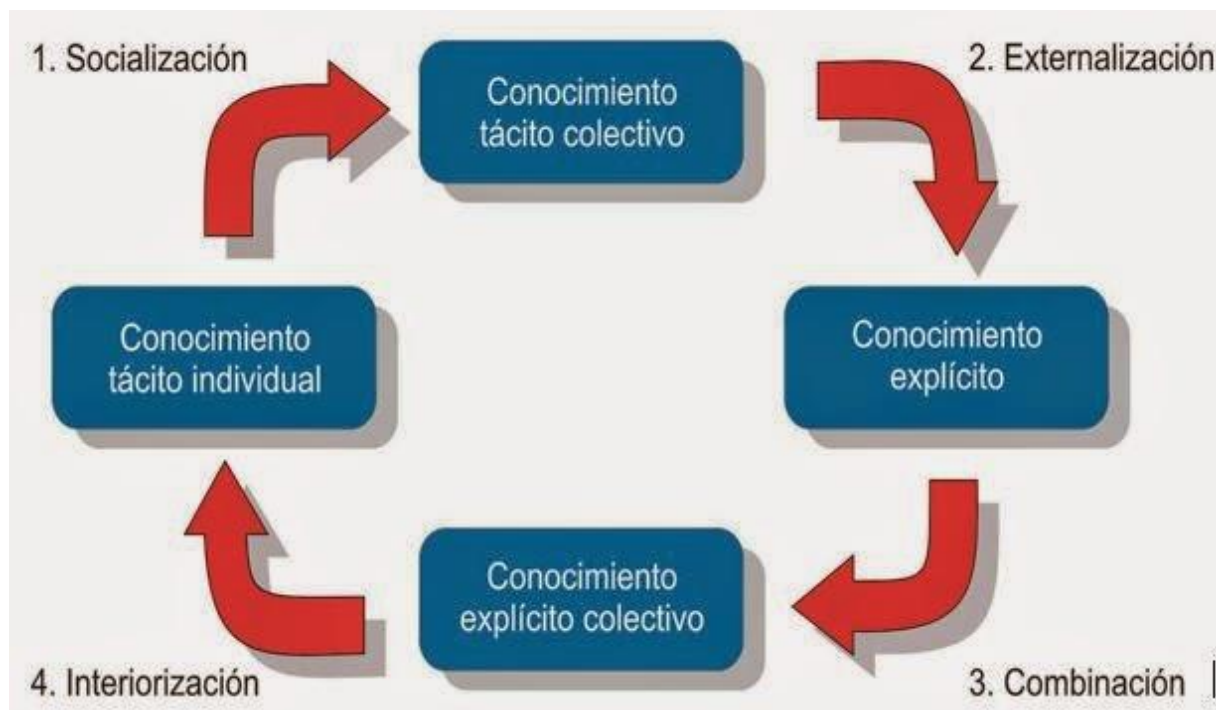 1. Socialización
Conocimiento
tácito colectivo
2. Externalización
Conocimiento
tácito individual
Conocimiento
explícito
Conocimiento
explícito colectivo
4. Interiorización
3. Combinación